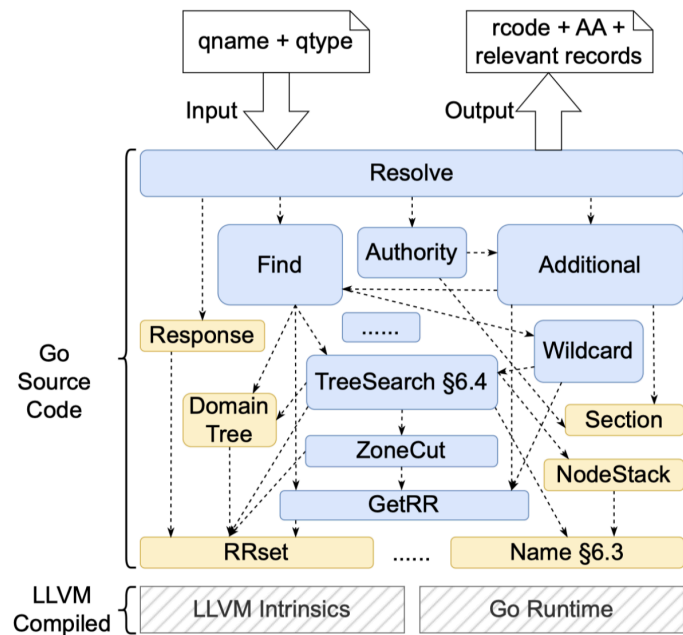 qname + qtype
rcode + AA +
relevant records
Input
Output
Resolve
Find
Authority
Additional
Response
......
Wildcard
Go
Source
Code
TreeSearch §6.4
Domain
Tree
Section
ZoneCut
NodeStack
GetRR
RRset
......
Name §6.3
LLVM
Compiled
LLVM Intrinsics
Go Runtime